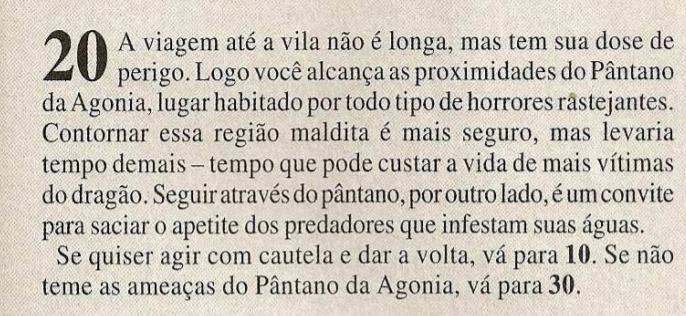 20 A viagem até a vila não é longa, mas tem sua dose de
perigo. Logo você alcança as proximidades do Pântano
da Agonia, lugar habitado por todo tipo de horrores rastejantes.
Contornar essa região maldita é mais seguro, mas levaria
tempo demais – tempo que pode custar a vida de mais vítimas
do dragão. Seguir através do pântano, por outro lado, é um convite
para saciar o apetite dos predadores que infestam suas águas.
Se quiser agir com cautela e dar a volta, vá para 10. Se não
teme as ameaças do Pântano da Agonia, vá para 30.